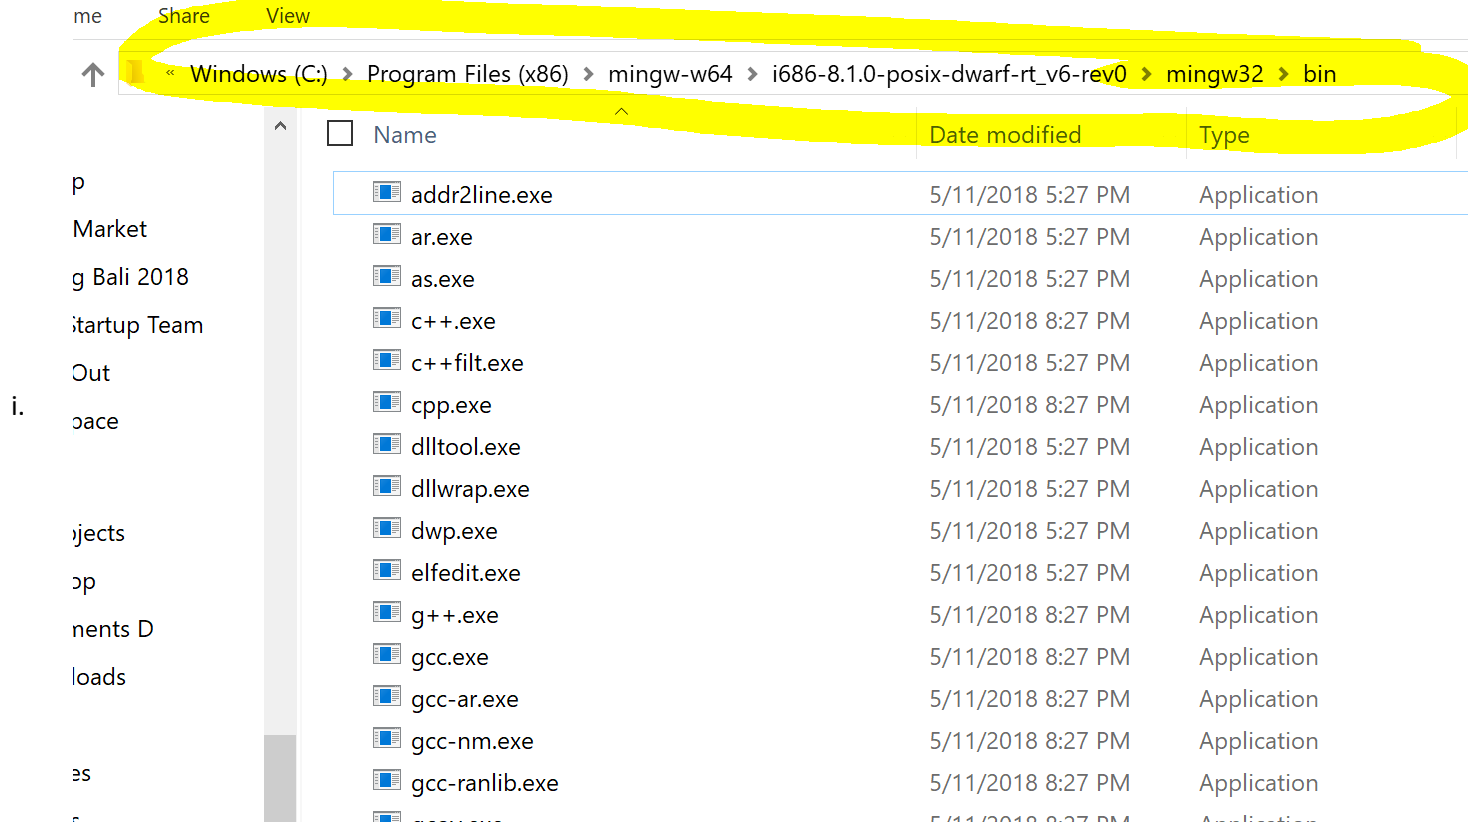 me Share View
« Windows (C:) > Program Files (x86) > mingw-w64 > i686-8.1.0-posix-dwarf-rt_v6-rev0 > mingw32 > bin
Name Date modified Type
p
Market
g Bali 2018
Startup Team
Out
pace
i.
ojects
op
ments D
loads
es
addr2line.exe 5/11/2018 5:27 PM Application
ar.exe 5/11/2018 5:27 PM Application
as.exe 5/11/2018 5:27 PM Application
c++.exe 5/11/2018 8:27 PM Application
c++filt.exe 5/11/2018 5:27 PM Application
cpp.exe 5/11/2018 8:27 PM Application
dlltool.exe 5/11/2018 5:27 PM Application
dllwrap.exe 5/11/2018 5:27 PM Application
dwp.exe 5/11/2018 5:27 PM Application
elfedit.exe 5/11/2018 5:27 PM Application
g++.exe 5/11/2018 8:27 PM Application
gcc.exe 5/11/2018 8:27 PM Application
gcc-ar.exe 5/11/2018 8:27 PM Application
gcc-nm.exe 5/11/2018 8:27 PM Application
gcc-ranlib.exe 5/11/2018 8:27 PM Application